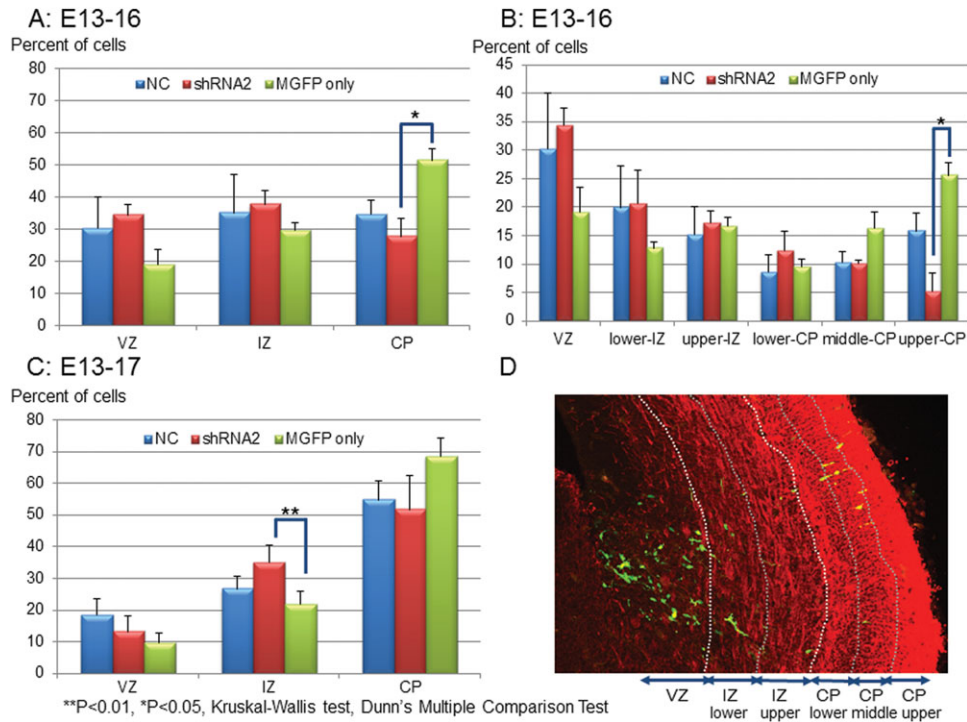 A: E13-16
Percent of cells
NC shRNA2 MGFP only
80
70
60
50
40
30
20
10
0
*
VZ IZ CP
B: E13-16
Percent of cells
NC shRNA2 MGFP only
45
40
35
30
25
20
15
10
5
0
*
VZ lower-IZ upper-IZ lower-CP middle-CP upper-CP
C: E13-17
Percent of cells
NC shRNA2 MGFP only
80
70
60
50
40
30
20
10
0
**
VZ IZ CP
D
VZ IZ IZ CP CP CP
lower upper lower middle upper
**P<0.01, *P<0.05, Kruskal-Wallis test, Dunn's Multiple Comparison Test